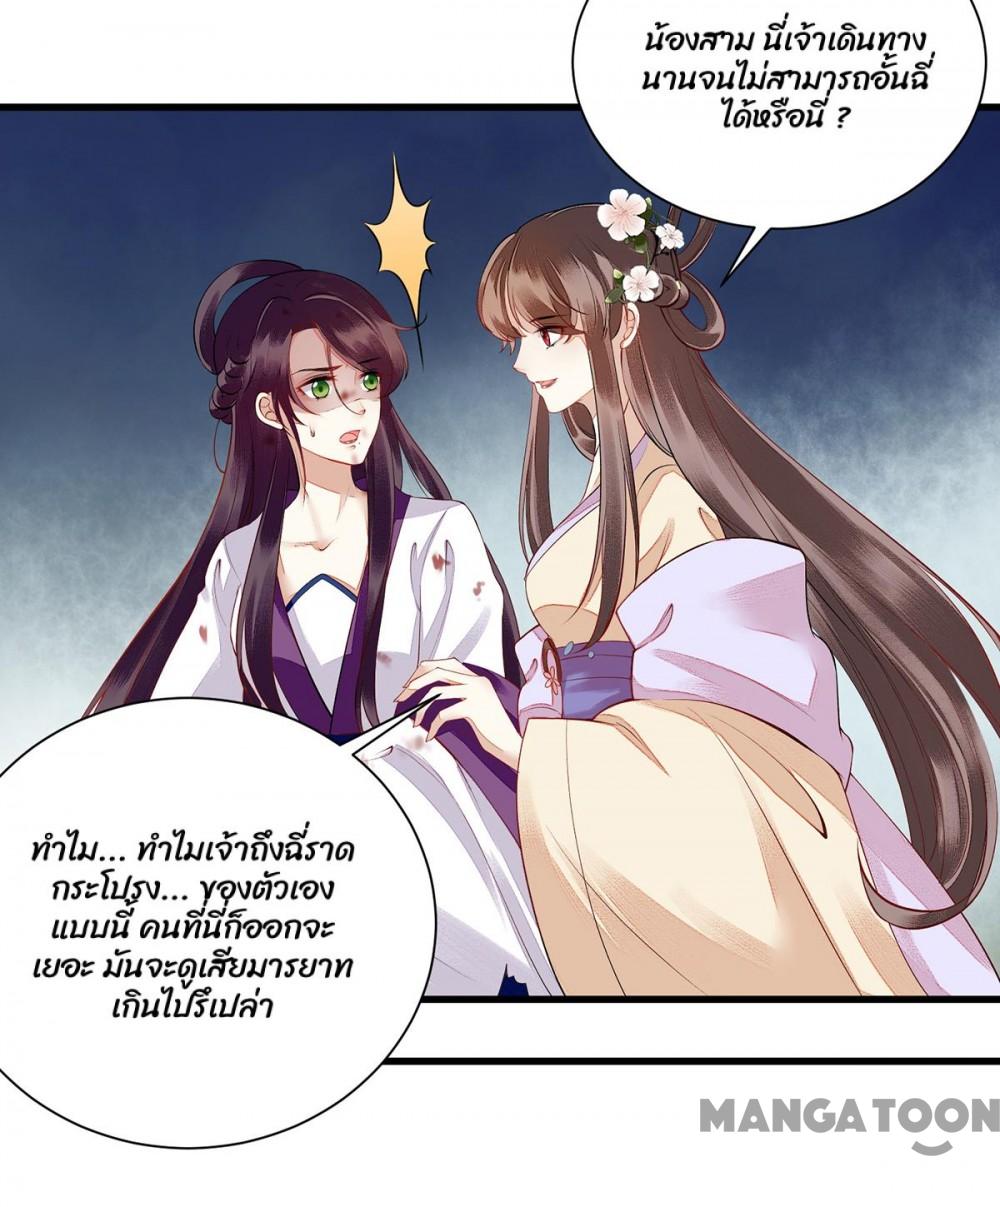 น้องสาม นี่เจ้าเดินทาง
นานจนไม่สามารถอั้นฉี่
ได้หรือนี่ ?
ทำไม... ทำไมเจ้าถึงฉี่ราด
กระโปรง... ของตัวเอง
แบบนี้ คนที่นี่ก็ออกจะ
เยอะ มันจะดูเสียมารยาท
เกินไปรึเปล่า
MANGATOON